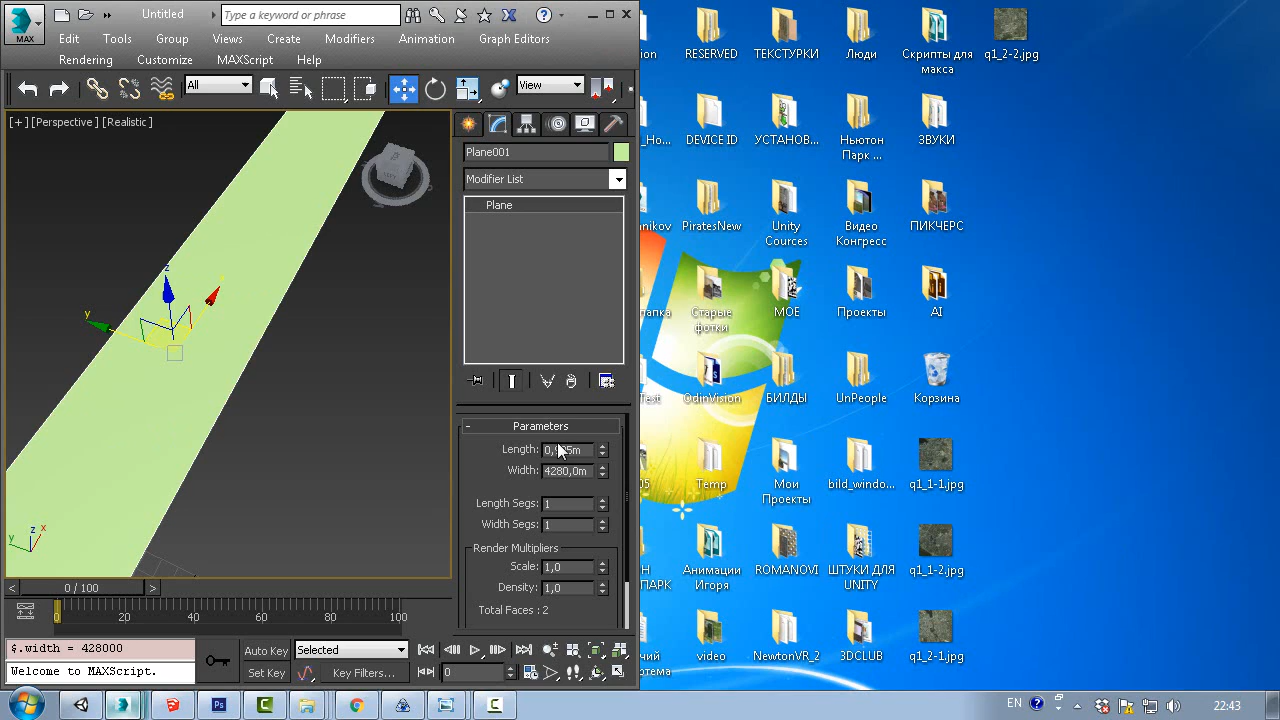 MAX
Untitled
Type a keyword or phrase
Edit Tools Group Views Create Modifiers Animation Graph Editors
Rendering Customize MAXScript Help
All
View
[+] [Perspective] [Realistic]
Plane001
Modifier List
Plane
z
y
Parameters
Length:
Width: 4280,0m
Length Segs: 1
Width Segs: 1
Render Multipliers
Scale: 1,0
Density: 1,0
Total Faces : 2
z
x
y
< 0 / 100 >
0 20 40 60 80 100
$.width = 428000
Welcome to MAXScript.
Auto Key
Selected
Set Key
Key Filters...
0
RESERVED
ТЕКСТУРКИ
Люди
Скрипты для
макса
q1_2-2.jpg
DEVICE ID
УСТАНОВ...
Ньютон
Парк ...
ЗВУКИ
PiratesNew
Unity
Cources
Видео
Конгресс
ПИКЧЕРС
Старые
фотки
МОЕ
Проекты
AI
OdinVision
БИЛДЫ
UnPeople
Корзина
Temp
Мои
Проекты
bild_windo...
q1_1-1.jpg
Анимации
Игоря
ROMANOVI
ШТУКИ ДЛЯ
UNITY
q1_1-2.jpg
video
NewtonVR_2
3DCLUB
q1_2-1.jpg
Ps
EN
22:43